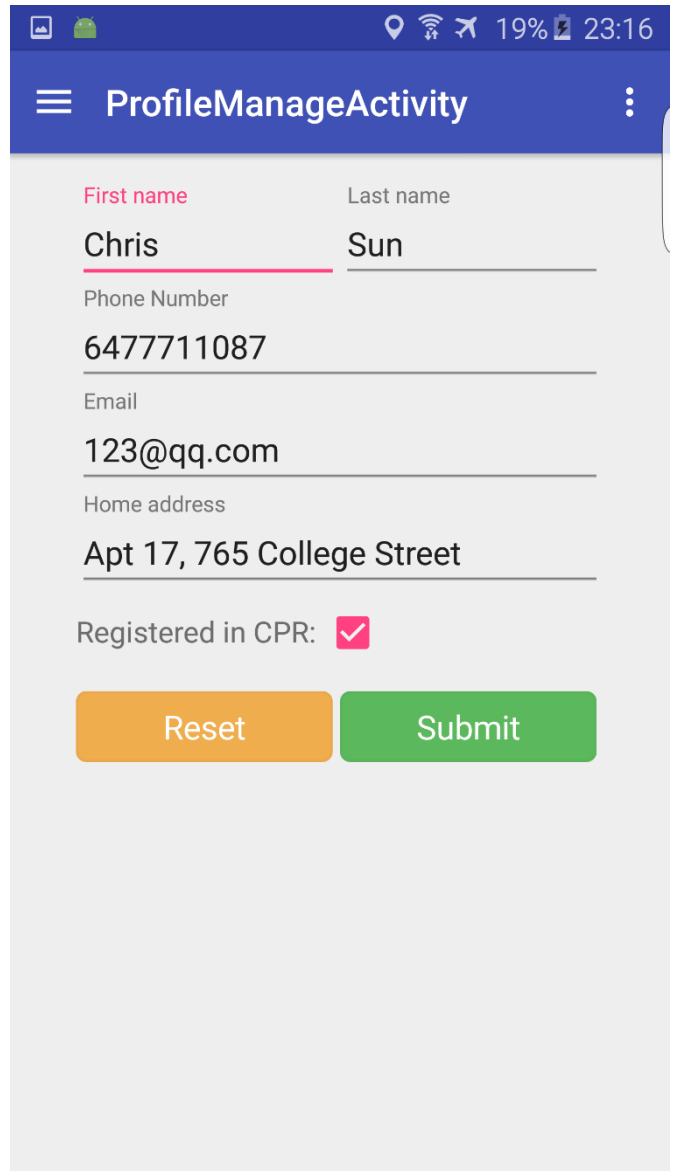 19% 23:16
ProfileManageActivity
First name Last name
Chris Sun
Phone Number
6477711087
Email
123@qq.com
Home address
Apt 17, 765 College Street
Registered in CPR:
Reset Submit